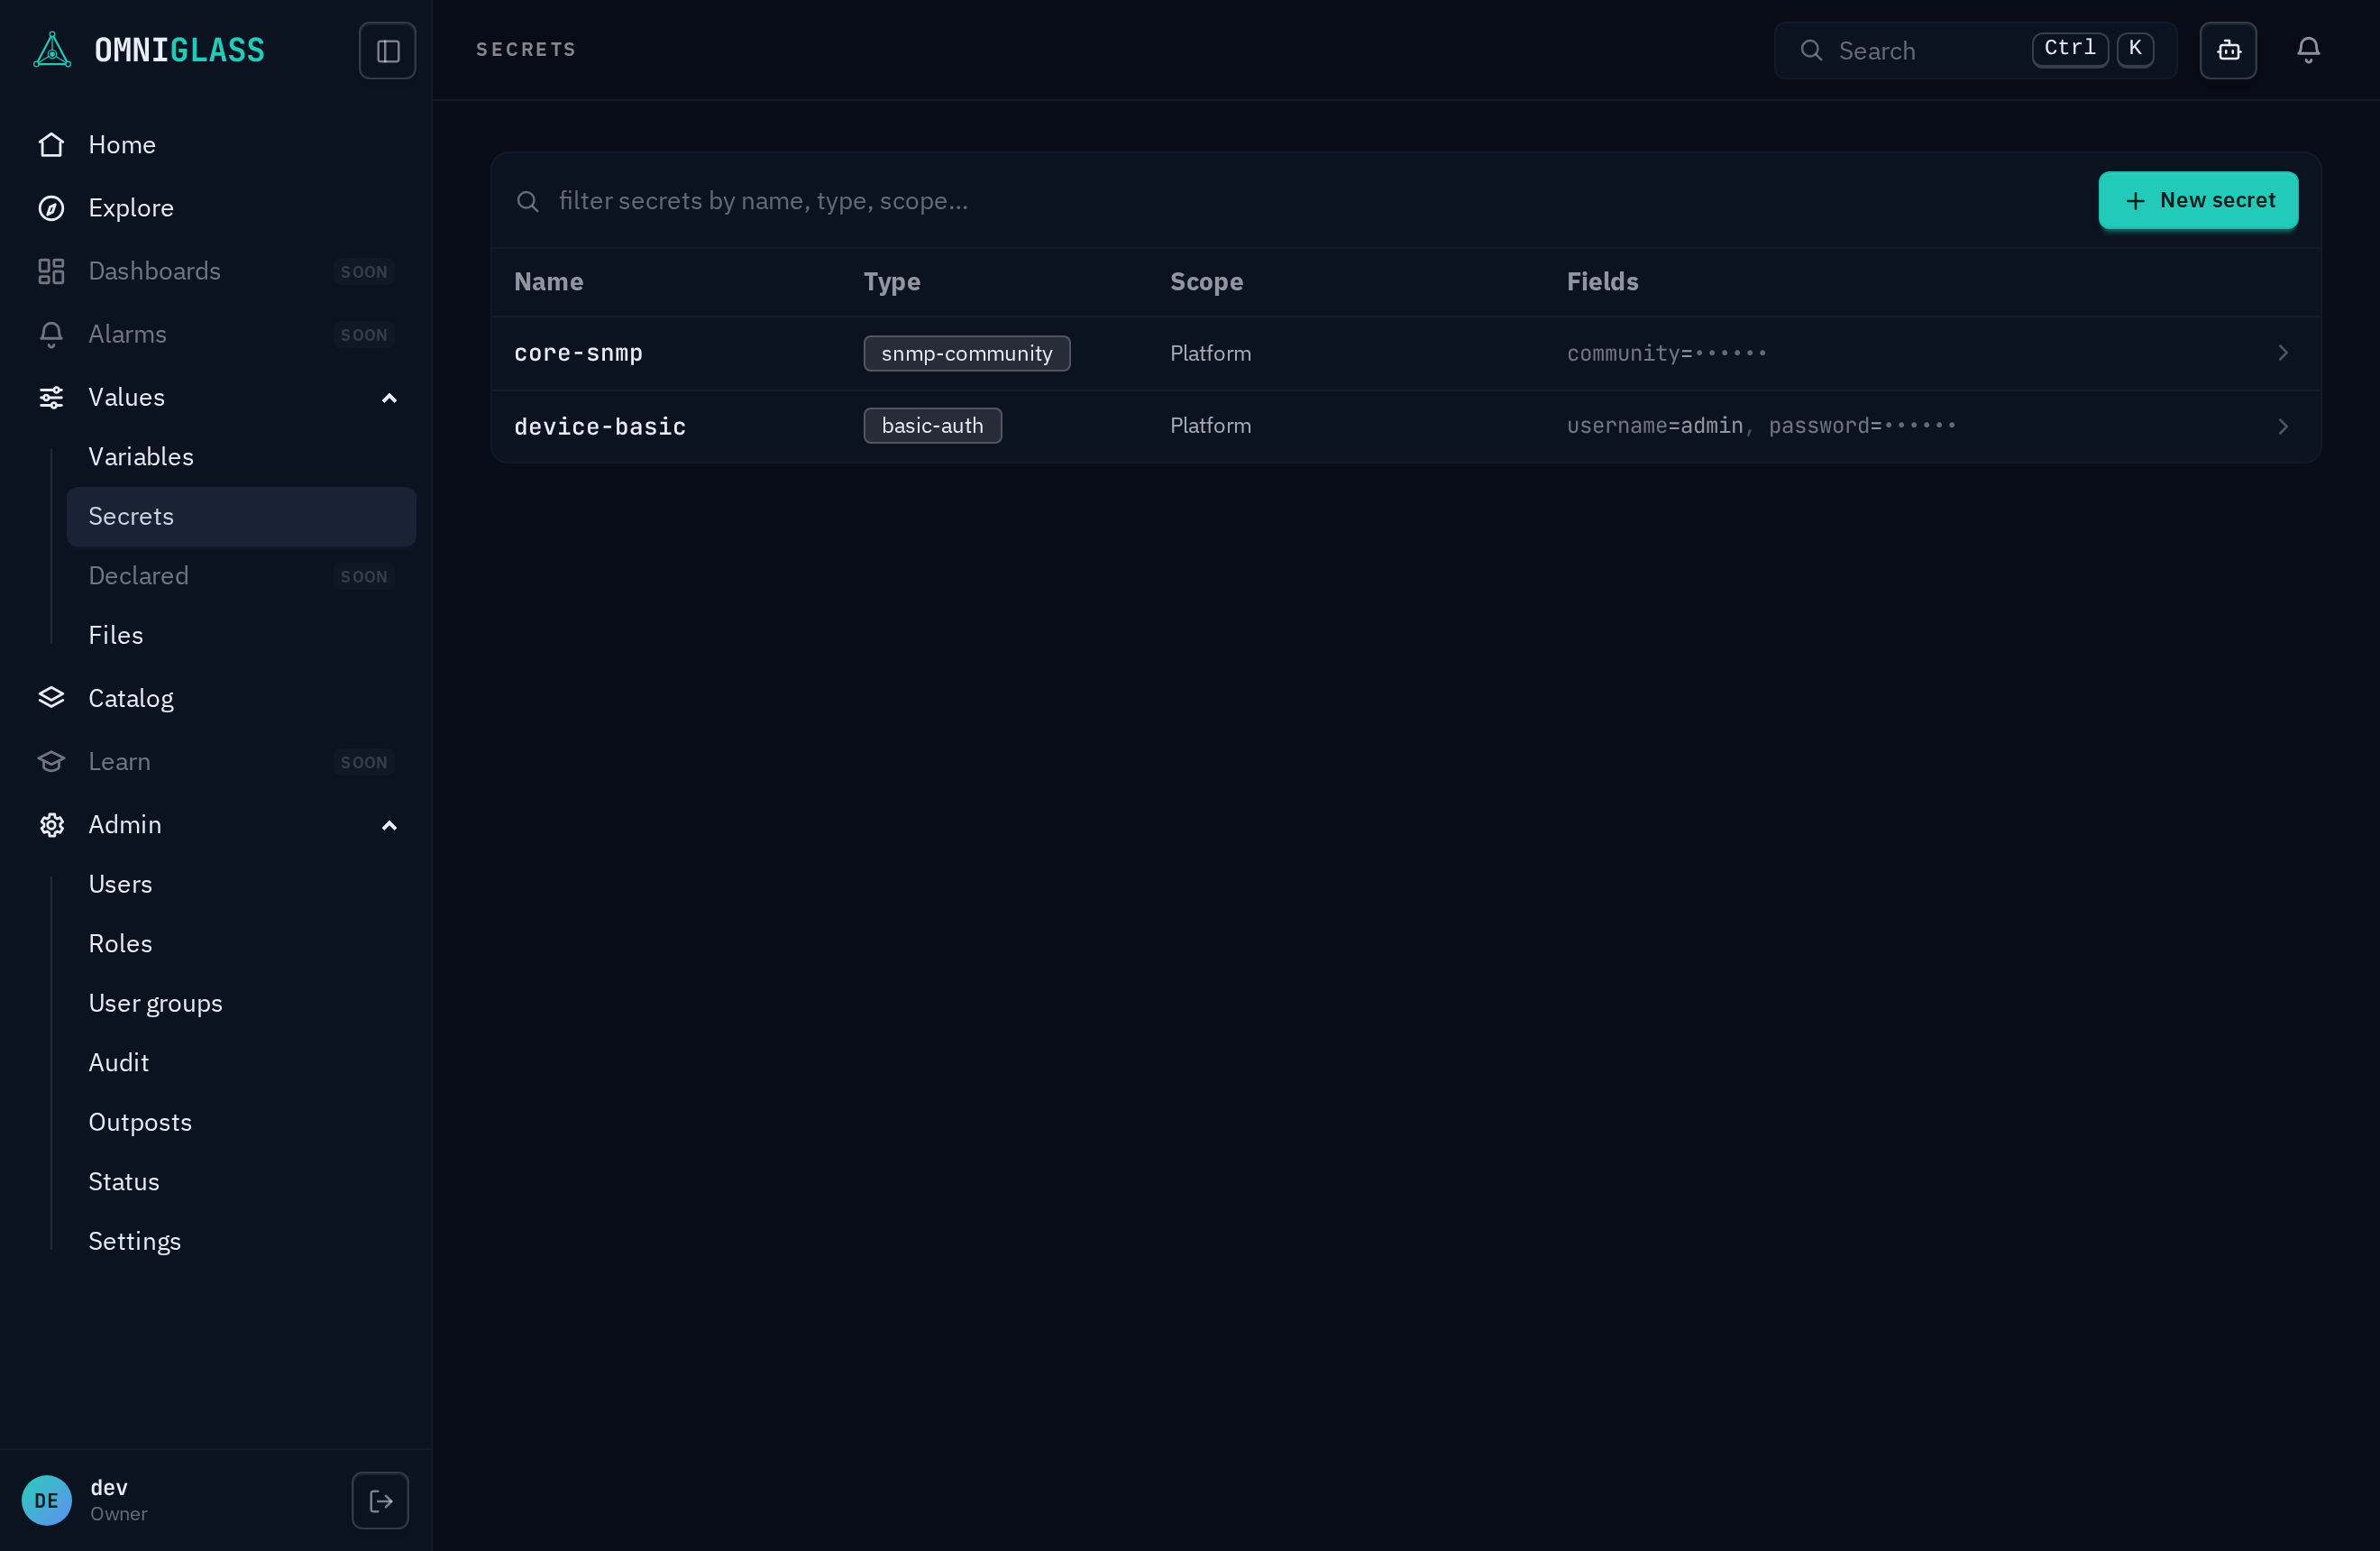 OMNIGLASS
SECRETS
Search Ctrl K
Home
Explore
Dashboards SOON
Alarms SOON
Values
Variables
Secrets
Declared SOON
Files
Catalog
Learn SOON
Admin
Users
Roles
User groups
Audit
Outposts
Status
Settings
DE dev
Owner
filter secrets by name, type, scope... New secret
Name Type Scope Fields
core-snmp snmp-community Platform community=••••••
device-basic basic-auth Platform username=admin, password=••••••